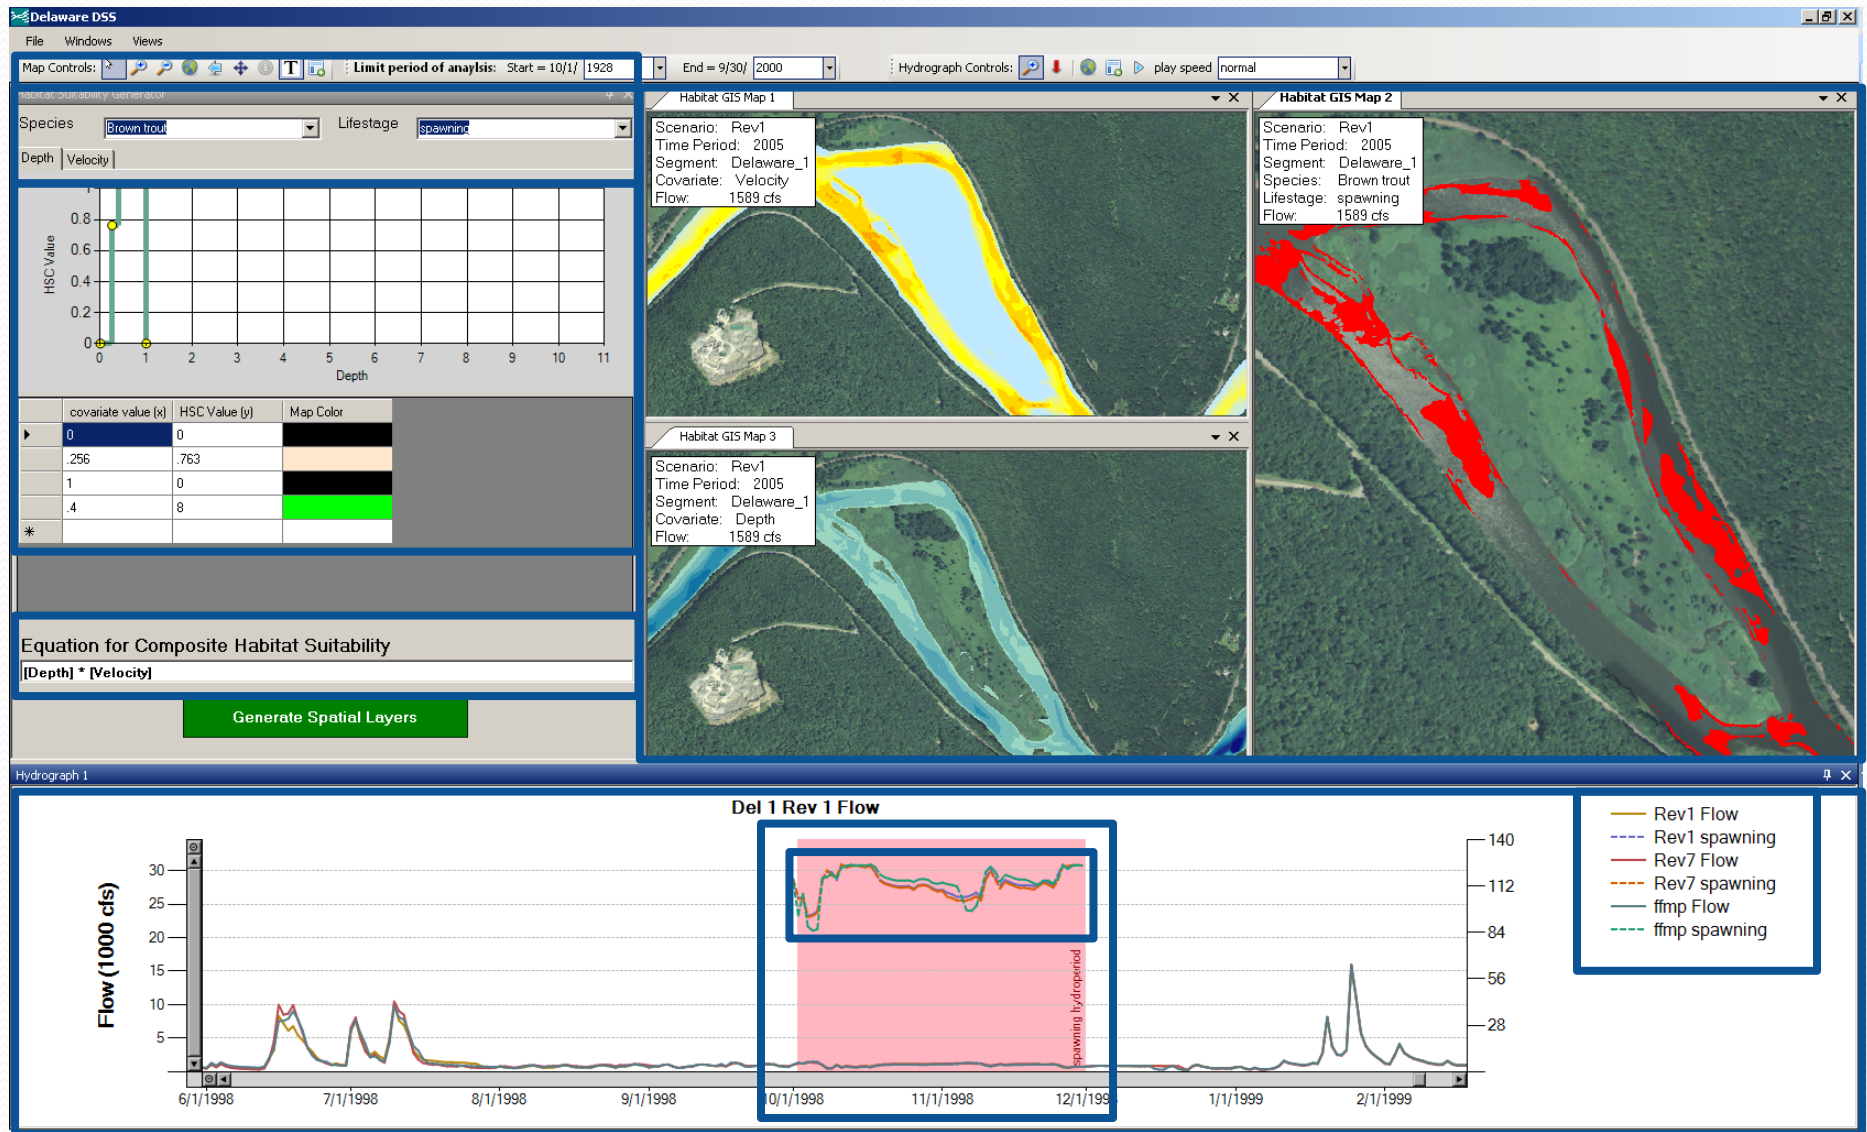 Delaware DSS
File Windows Views
Map Controls: T Limit period of anaylsis: Start = 10/1/ 1928 End = 9/30/ 2000 Hydrograph Controls: play speed normal
Habitat Suitability Generator
Species Brown trout Lifestage spawning
Depth Velocity
1
0.8
0.6
0.4
0.2
0
HSC Value
0 1 2 3 4 5 6 7 8 9 10 11
Depth
covariate value (x) HSC Value (y) Map Color
0 0
.256 .763
1 0
.4 8
*
Equation for Composite Habitat Suitability
[Depth] * [Velocity]
Generate Spatial Layers
Habitat GIS Map 1
Scenario: Rev1
Time Period: 2005
Segment: Delaware_1
Covariate: Velocity
Flow: 1589 cfs
Habitat GIS Map 2
Scenario: Rev1
Time Period: 2005
Segment: Delaware_1
Species: Brown trout
Lifestage: spawning
Flow: 1589 cfs
Habitat GIS Map 3
Scenario: Rev1
Time Period: 2005
Segment: Delaware_1
Covariate: Depth
Flow: 1589 cfs
Hydrograph 1
Del 1 Rev 1 Flow
Flow (1000 cfs)
30
25
20
15
10
5
140
112
84
56
28
spawning hydroperiod
6/1/1998 7/1/1998 8/1/1998 9/1/1998 10/1/1998 11/1/1998 12/1/1998 1/1/1999 2/1/1999
Rev1 Flow
Rev1 spawning
Rev7 Flow
Rev7 spawning
ffmp Flow
ffmp spawning